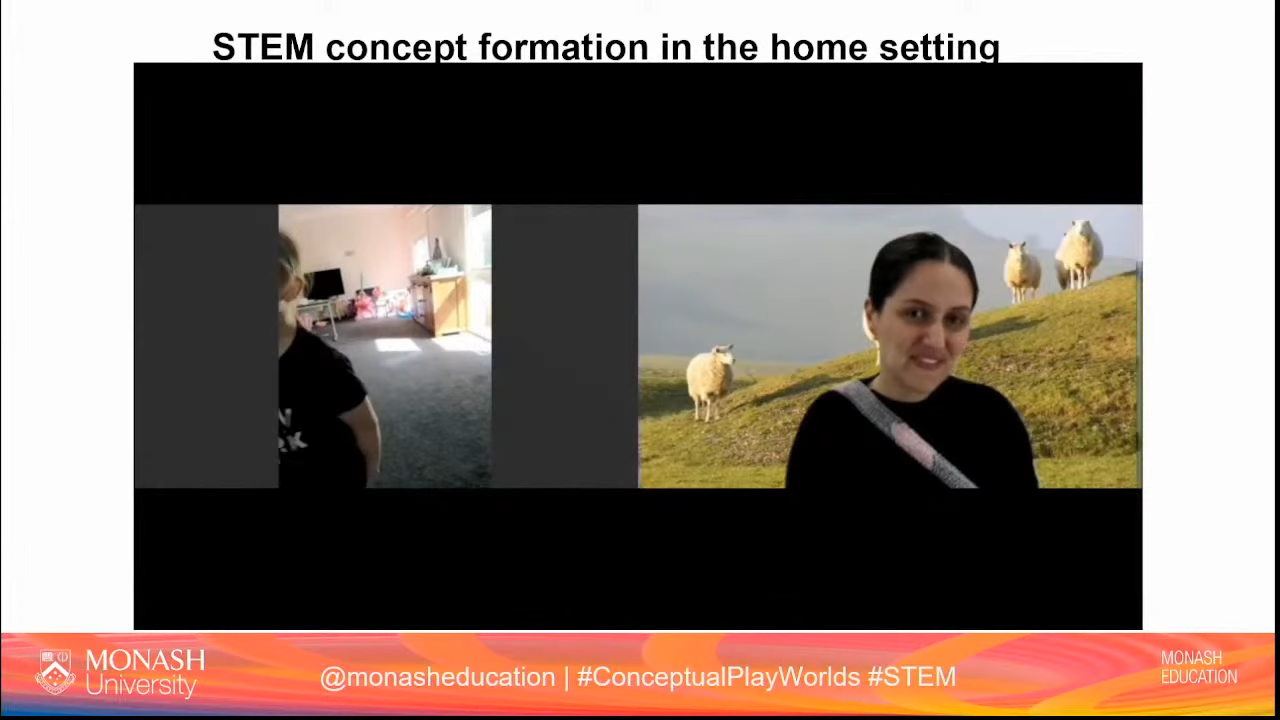 STEM concept formation in the home setting
MONASH
University
@monasheducation | #ConceptualPlayWorlds #STEM
MONASH
EDUCATION